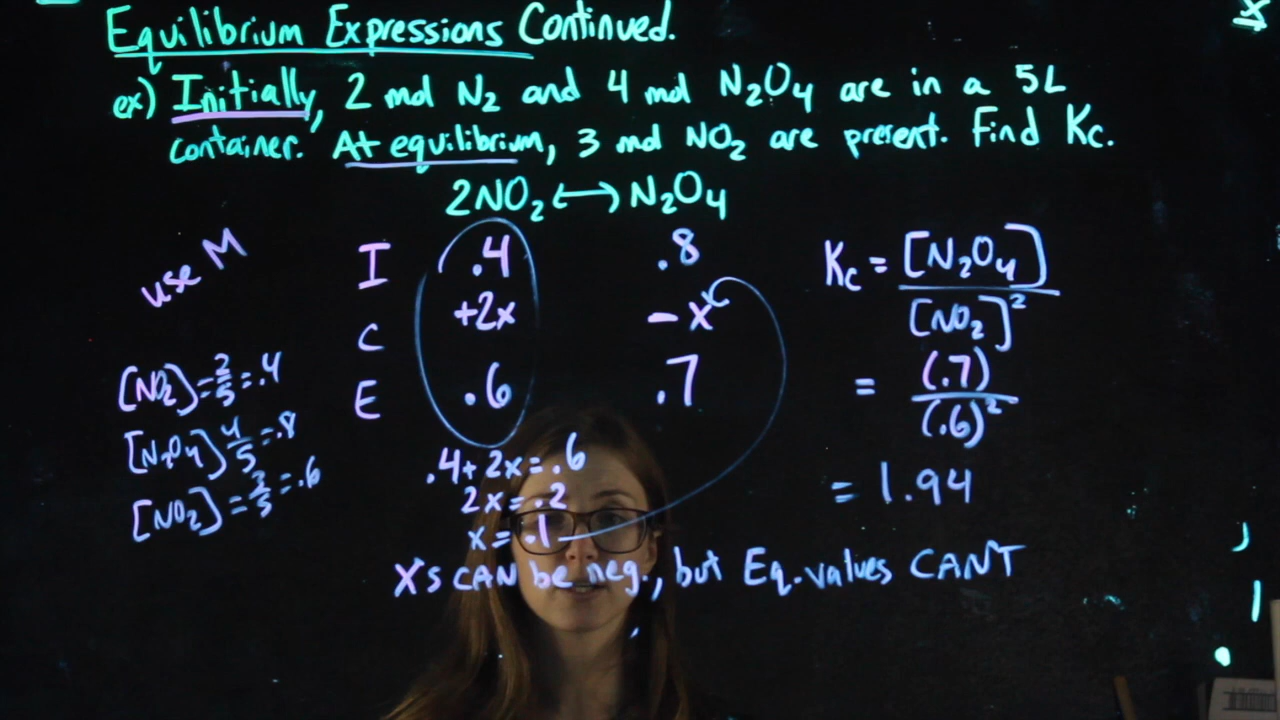 Equilibrium Expressions Continued.
ex) Initially, 2 mol N₂ and 4 mol N₂O₄ are in a 5L
container. At equilibrium, 3 mol NO₂ are present. Find Kc.
2NO₂ ⟷ N₂O₄
use M
I .4 .8
C +2x -x
E .6 .7
[NO₂] = 2/5 = .4
[N₂O₄] 4/5 = .8
[NO₂] = 3/5 = .6
.4 + 2x = .6
2x = .2
x = .1
Kc = [N₂O₄] / [NO₂]²
= (.7) / (.6)²
= 1.94
Xs CAN be neg., but Eq. values CANT